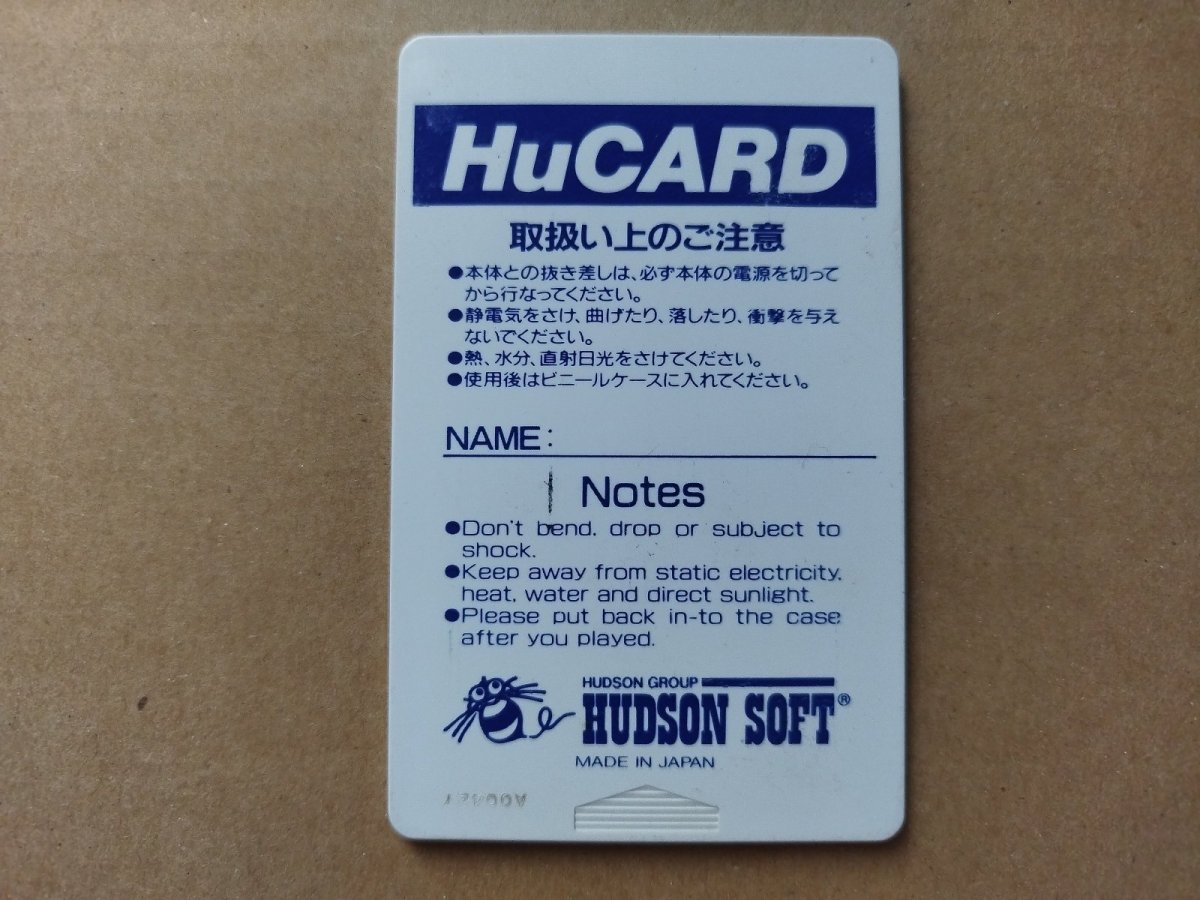 HuCARD
取扱い上のご注意
●本体との抜き差しは、必ず本体の電源を切って
から行なってください。
●静電気をさけ、曲げたり、落したり、衝撃を与え
ないでください。
●熱、水分、直射日光をさけてください。
●使用後はビニールケースに入れてください。
NAME:
Notes
●Don't bend, drop or subject to
shock.
●Keep away from static electricity,
heat, water and direct sunlight.
●Please put back in-to the case
after you played.
HUDSON GROUP
HUDSON SOFT®
MADE IN JAPAN